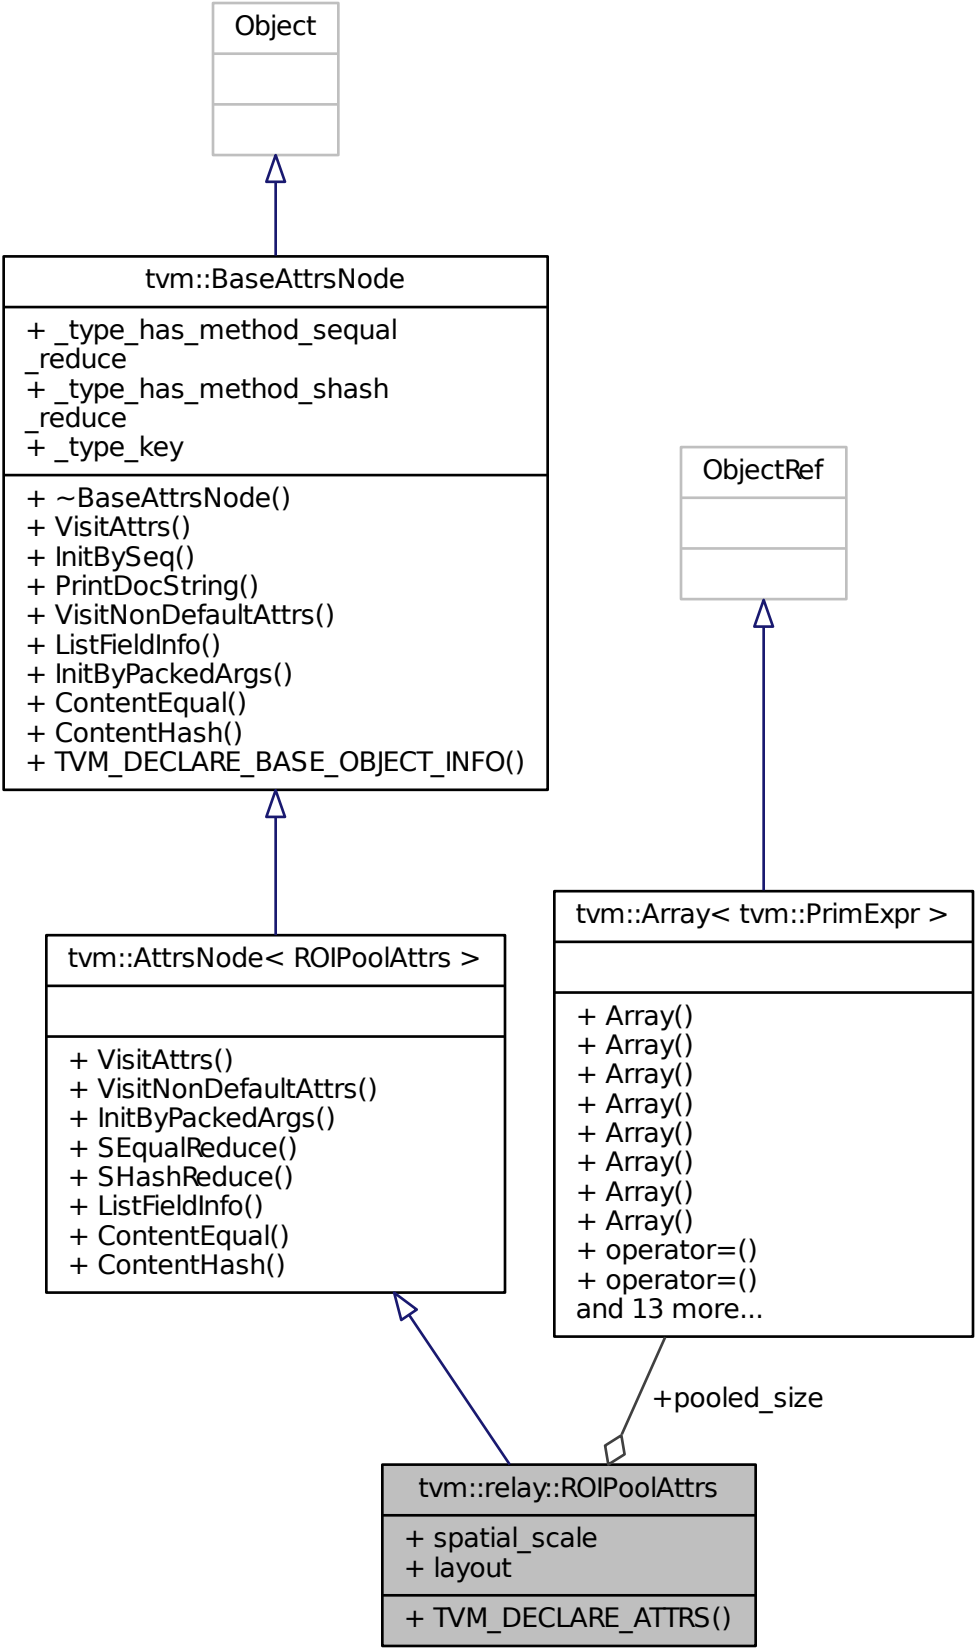 Object
tvm::BaseAttrsNode
+ _type_has_method_sequal
_reduce
+ _type_has_method_shash
_reduce
+ _type_key
+ ~BaseAttrsNode()
+ VisitAttrs()
+ InitBySeq()
+ PrintDocString()
+ VisitNonDefaultAttrs()
+ ListFieldInfo()
+ InitByPackedArgs()
+ ContentEqual()
+ ContentHash()
+ TVM_DECLARE_BASE_OBJECT_INFO()
ObjectRef
tvm::AttrsNode< ROIPoolAttrs >
+ VisitAttrs()
+ VisitNonDefaultAttrs()
+ InitByPackedArgs()
+ SEqualReduce()
+ SHashReduce()
+ ListFieldInfo()
+ ContentEqual()
+ ContentHash()
tvm::Array< tvm::PrimExpr >
+ Array()
+ Array()
+ Array()
+ Array()
+ Array()
+ Array()
+ Array()
+ Array()
+ operator=()
+ operator=()
and 13 more...
+pooled_size
tvm::relay::ROIPoolAttrs
+ spatial_scale
+ layout
+ TVM_DECLARE_ATTRS()